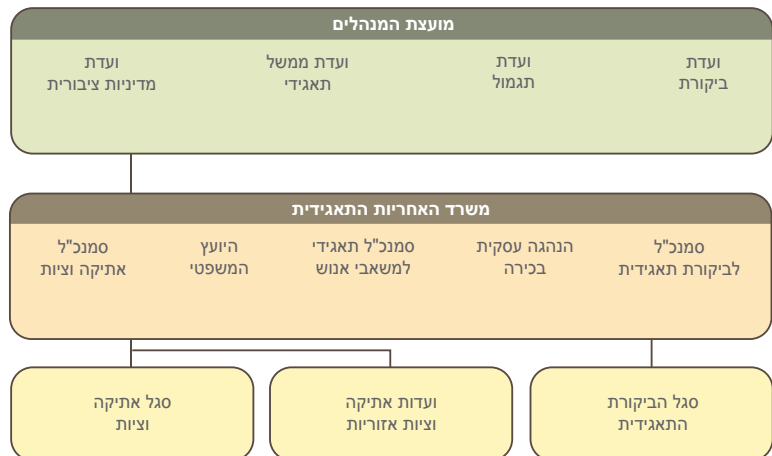 מועצת המנהלים
ועדת
ביקורת
ועדת
תגמול
ועדת ממשל
תאגידי
ועדת
מדיניות ציבורית
משרד האחריות התאגידית
סמנכ"ל
לביקורת תאגידית
הנהגה עסקית
בכירה
סמנכ"ל תאגידי
למשאבי אנוש
היועץ
המשפטי
סמנכ"ל
אתיקה וציות
סגל הביקורת
התאגידית
ועדות אתיקה
וציות אזוריות
סגל אתיקה
וציות